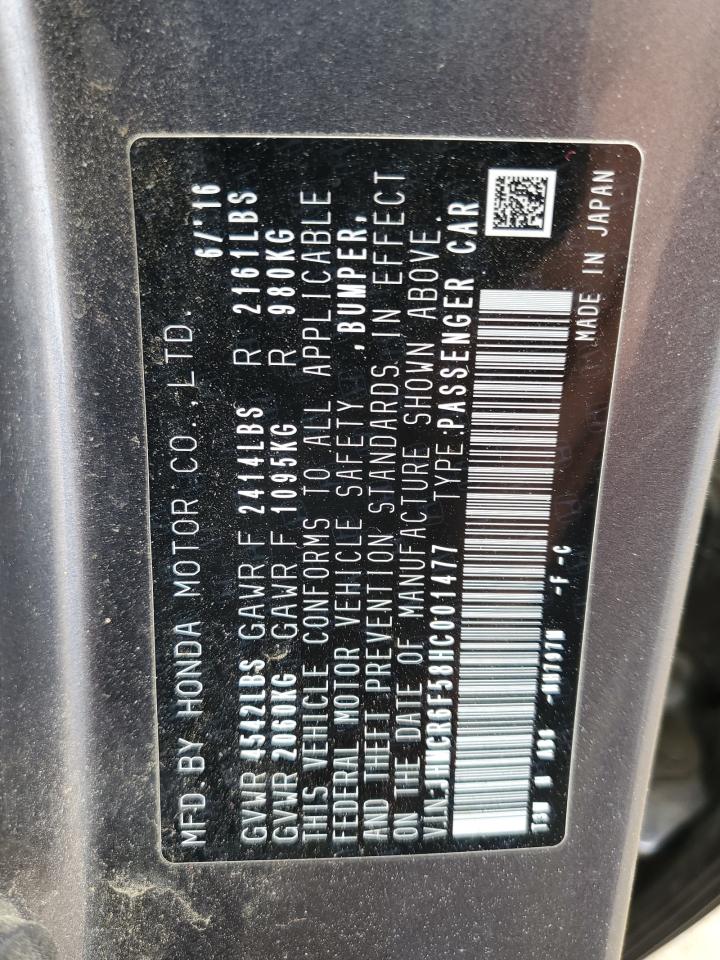 MFD.BY HONDA MOTOR CO.,LTD. 6/'16
GVWR 4542LBS GAWR F 2414LBS R 2161LBS
GVWR 2060KG GAWR F 1095KG R 980KG
THIS VEHICLE CONFORMS TO ALL APPLICABLE
FEDERAL MOTOR VEHICLE SAFETY ,BUMPER,
AND THEFT PREVENTION STANDARDS IN EFFECT
ON THE DATE OF MANUFACTURE SHOWN ABOVE.
V.I.N:JHMCR6F58HC001477 TYPE:PASSENGER CAR
-F -C
MADE IN JAPAN